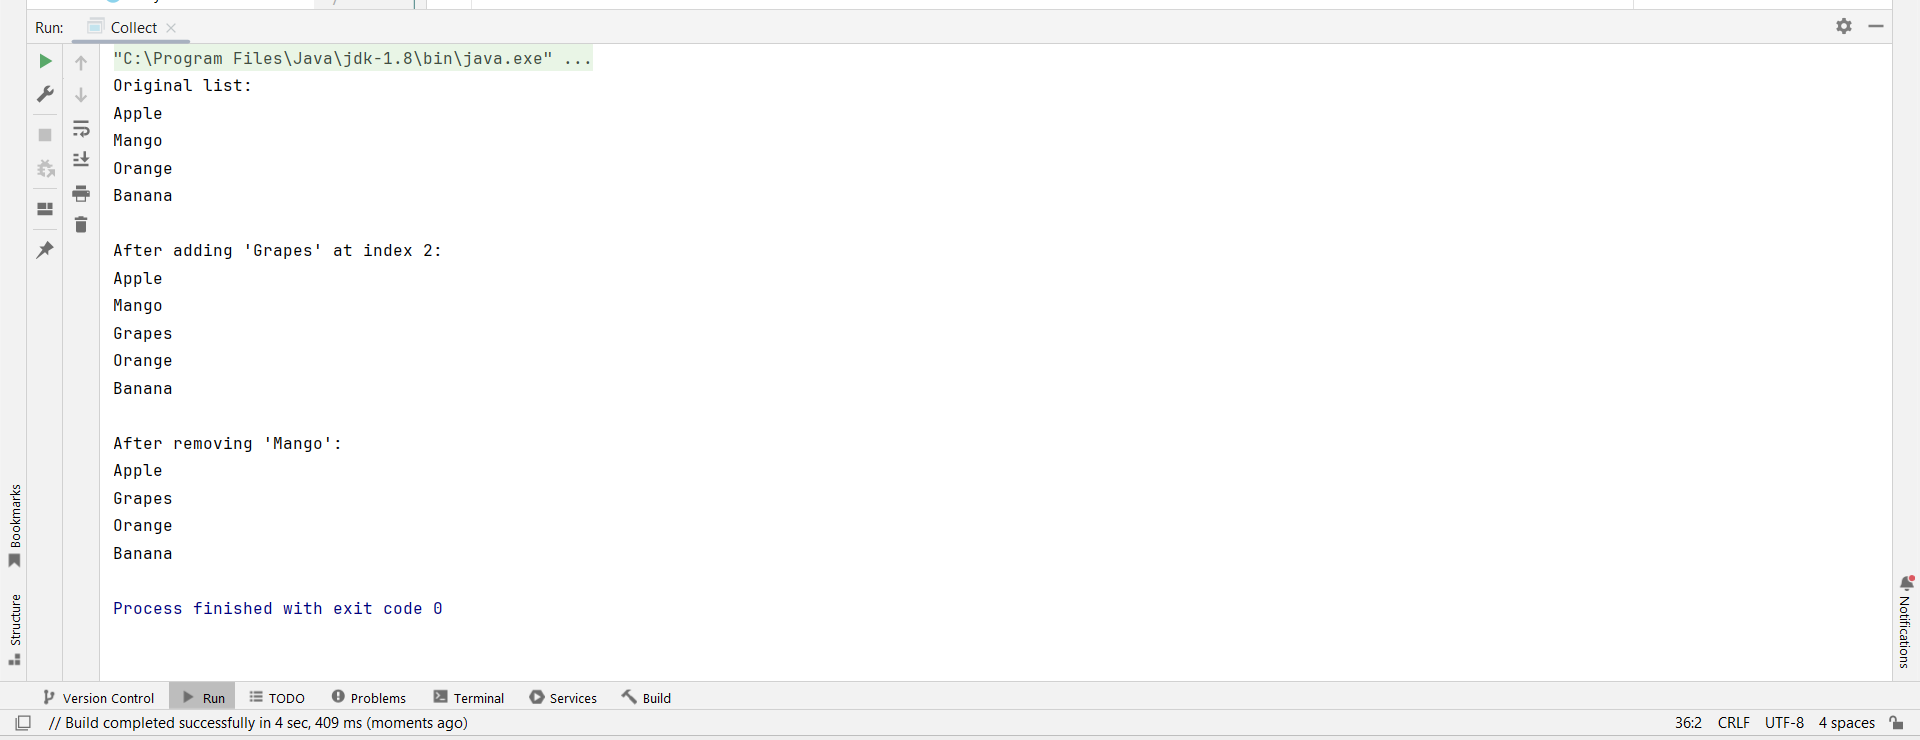 Run: Collect
"C:\Program Files\Java\jdk-1.8\bin\java.exe" ...
Original list:
Apple
Mango
Orange
Banana
After adding 'Grapes' at index 2:
Apple
Mango
Grapes
Orange
Banana
After removing 'Mango':
Apple
Grapes
Orange
Banana
Process finished with exit code 0
Bookmarks
Structure
Notifications
Version Control Run TODO Problems Terminal Services Build
// Build completed successfully in 4 sec, 409 ms (moments ago) 36:2 CRLF UTF-8 4 spaces